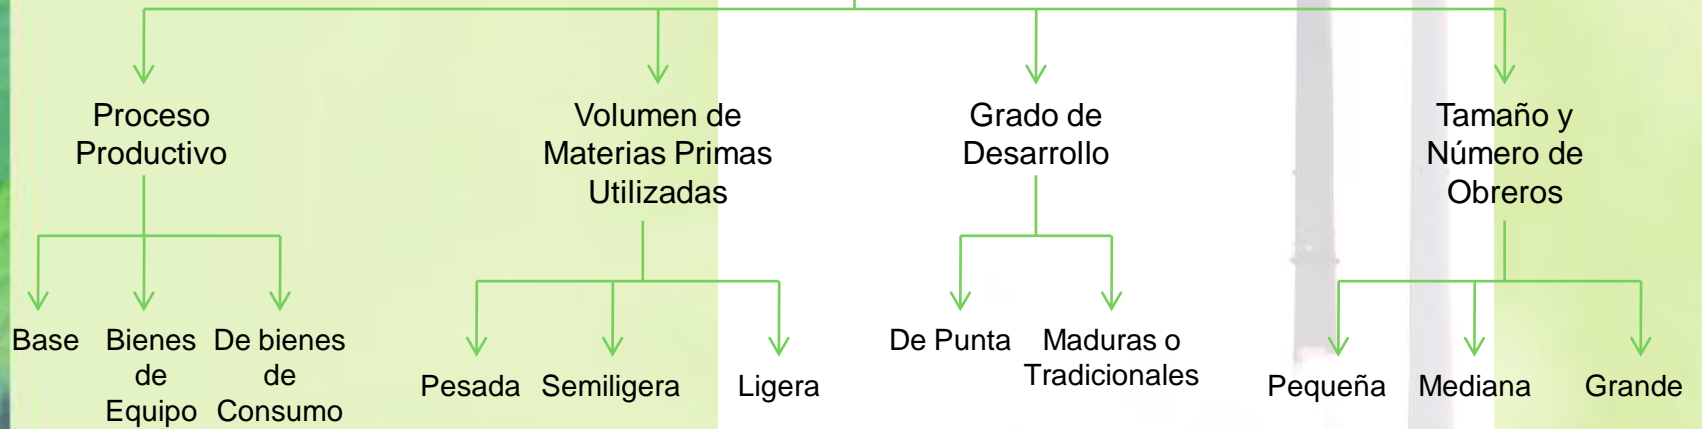 Proceso
Productivo
Volumen de
Materias Primas
Utilizadas
Grado de
Desarrollo
Tamaño y
Número de
Obreros
Base
Bienes
de
Equipo
De bienes
de
Consumo
Pesada
Semiligera
Ligera
De Punta
Maduras o
Tradicionales
Pequeña
Mediana
Grande